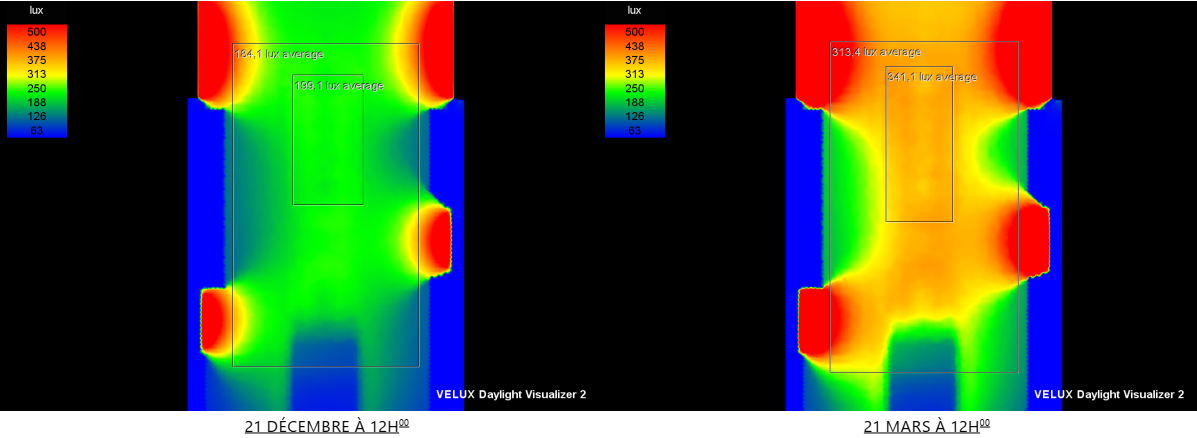 lux
500
438
375
313
250
188
126
63
184,1 lux average
199,1 lux average
VELUX Daylight Visualizer 2
21 DÉCEMBRE À 12H00
lux
500
438
375
313
250
188
126
63
313,4 lux average
341,1 lux average
VELUX Daylight Visualizer 2
21 MARS À 12H00